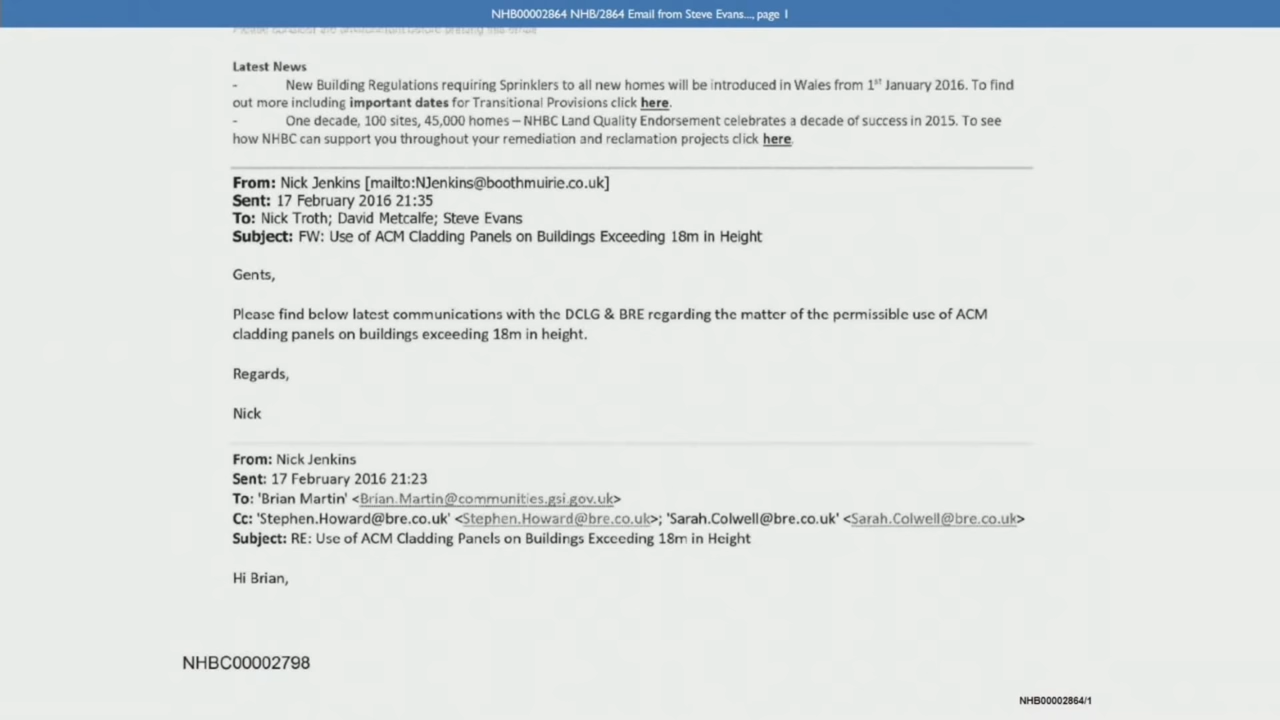 NHB00002864 NHB/2864 Email from Steve Evans..., page 1
Please consider the environment before printing this email
Latest News
- New Building Regulations requiring Sprinklers to all new homes will be introduced in Wales from 1st January 2016. To find
out more including important dates for Transitional Provisions click here.
- One decade, 100 sites, 45,000 homes – NHBC Land Quality Endorsement celebrates a decade of success in 2015. To see
how NHBC can support you throughout your remediation and reclamation projects click here.
From: Nick Jenkins [mailto:NJenkins@boothmuirie.co.uk]
Sent: 17 February 2016 21:35
To: Nick Troth; David Metcalfe; Steve Evans
Subject: FW: Use of ACM Cladding Panels on Buildings Exceeding 18m in Height
Gents,
Please find below latest communications with the DCLG & BRE regarding the matter of the permissible use of ACM
cladding panels on buildings exceeding 18m in height.
Regards,
Nick
From: Nick Jenkins
Sent: 17 February 2016 21:23
To: 'Brian Martin' <Brian.Martin@communities.gsi.gov.uk>
Cc: 'Stephen.Howard@bre.co.uk' <Stephen.Howard@bre.co.uk>; 'Sarah.Colwell@bre.co.uk' <Sarah.Colwell@bre.co.uk>
Subject: RE: Use of ACM Cladding Panels on Buildings Exceeding 18m in Height
Hi Brian,
NHBC00002798
NHB00002864/1